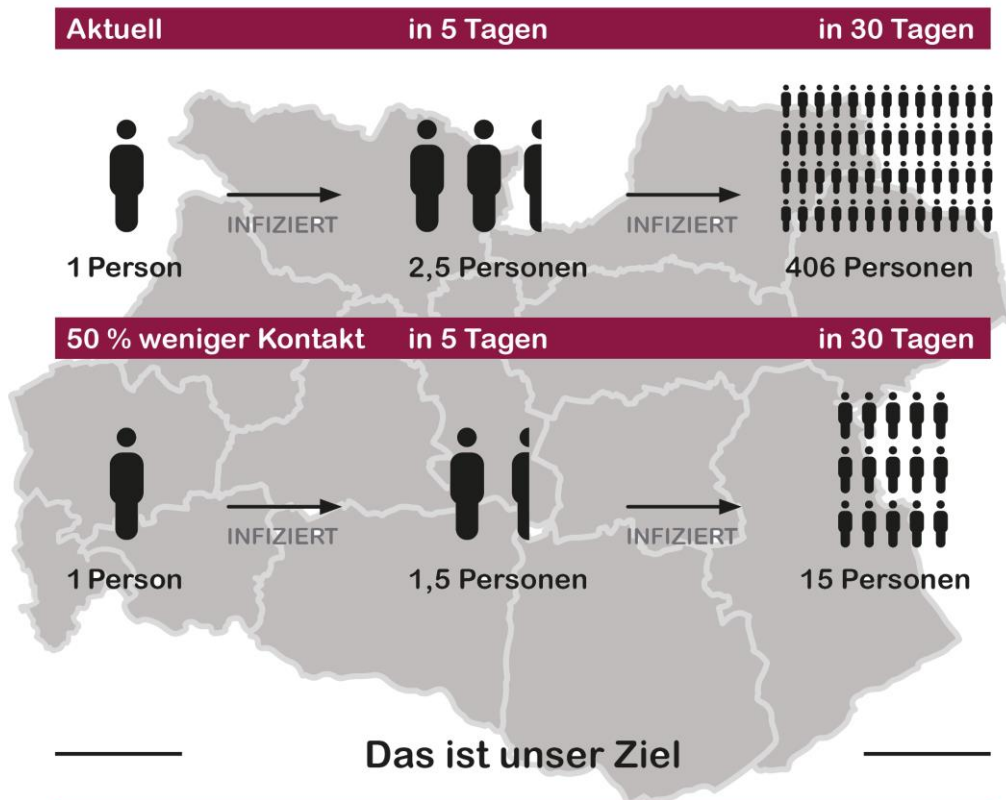 Aktuell in 5 Tagen in 30 Tagen
INFIZIERT INFIZIERT
1 Person 2,5 Personen 406 Personen
50 % weniger Kontakt in 5 Tagen in 30 Tagen
INFIZIERT INFIZIERT
1 Person 1,5 Personen 15 Personen
Das ist unser Ziel